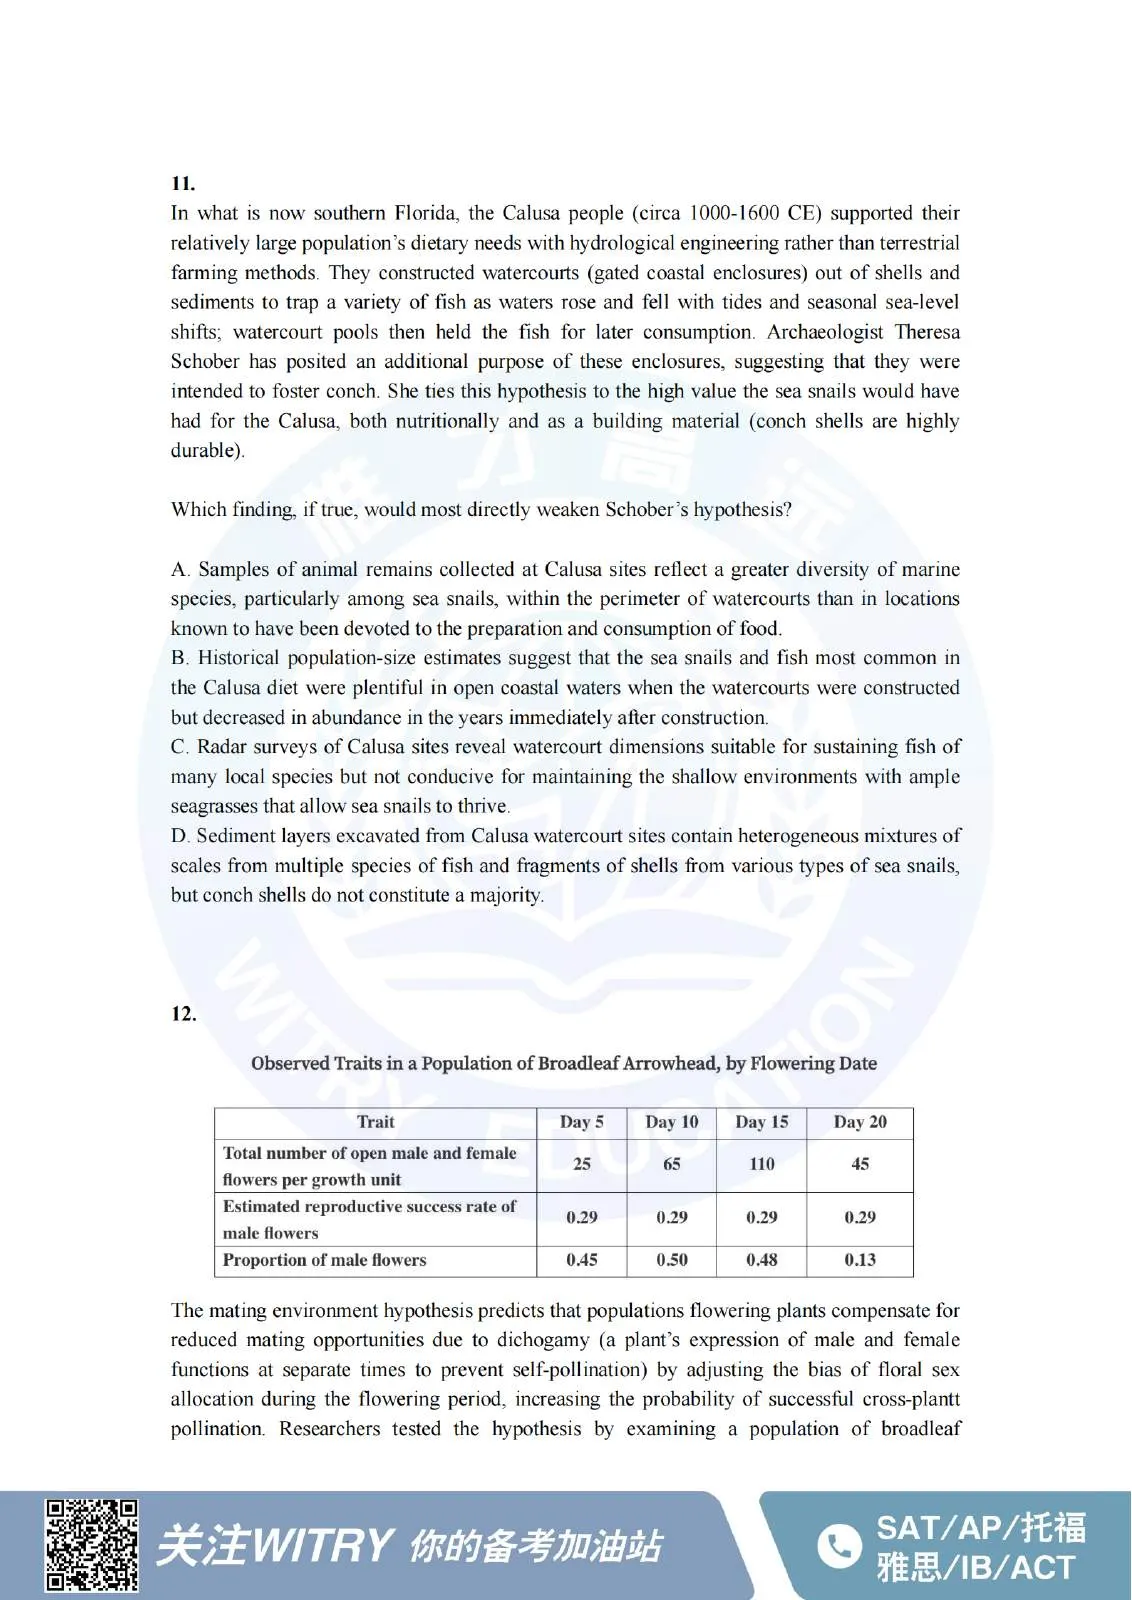 11.
In what is now southern Florida, the Calusa people (circa 1000-1600 CE) supported their
relatively large population's dietary needs with hydrological engineering rather than terrestrial
farming methods. They constructed watercourts (gated coastal enclosures) out of shells and
sediments to trap a variety of fish as waters rose and fell with tides and seasonal sea-level
shifts; watercourt pools then held the fish for later consumption. Archaeologist Theresa
Schober has posited an additional purpose of these enclosures, suggesting that they were
intended to foster conch. She ties this hypothesis to the high value the sea snails would have
had for the Calusa, both nutritionally and as a building material (conch shells are highly
durable).
Which finding, if true, would most directly weaken Schober's hypothesis?
A. Samples of animal remains collected at Calusa sites reflect a greater diversity of marine
species, particularly among sea snails, within the perimeter of watercourts than in locations
known to have been devoted to the preparation and consumption of food.
B. Historical population-size estimates suggest that the sea snails and fish most common in
the Calusa diet were plentiful in open coastal waters when the watercourts were constructed
but decreased in abundance in the years immediately after construction.
C. Radar surveys of Calusa sites reveal watercourt dimensions suitable for sustaining fish of
many local species but not conducive for maintaining the shallow environments with ample
seagrasses that allow sea snails to thrive.
D. Sediment layers excavated from Calusa watercourt sites contain heterogeneous mixtures of
scales from multiple species of fish and fragments of shells from various types of sea snails,
but conch shells do not constitute a majority.
12.
Observed Traits in a Population of Broadleaf Arrowhead, by Flowering Date
Trait Day 5 Day 10 Day 15 Day 20
Total number of open male and female
flowers per growth unit 25 65 110 45
Estimated reproductive success rate of
male flowers 0.29 0.29 0.29 0.29
Proportion of male flowers 0.45 0.50 0.48 0.13
The mating environment hypothesis predicts that populations flowering plants compensate for
reduced mating opportunities due to dichogamy (a plant's expression of male and female
functions at separate times to prevent self-pollination) by adjusting the bias of floral sex
allocation during the flowering period, increasing the probability of successful cross-plantt
pollination. Researchers tested the hypothesis by examining a population of broadleaf
惟才高远
WITRY EDUCATION
关注WITRY 你的备考加油站
SAT/AP/托福
雅思/IB/ACT